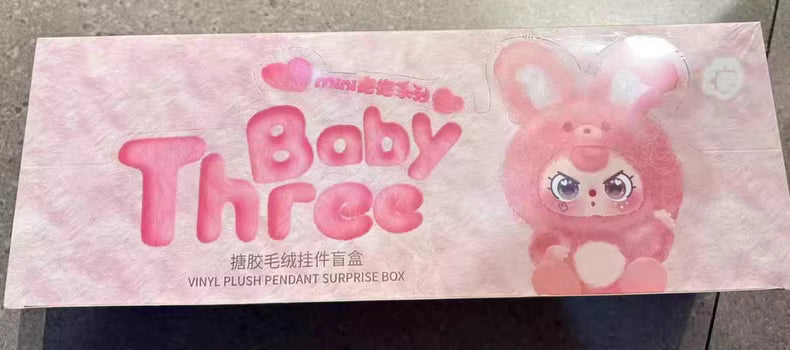 mini
Baby
Three
搪胶毛绒挂件盲盒
VINYL PLUSH PENDANT SURPRISE BOX